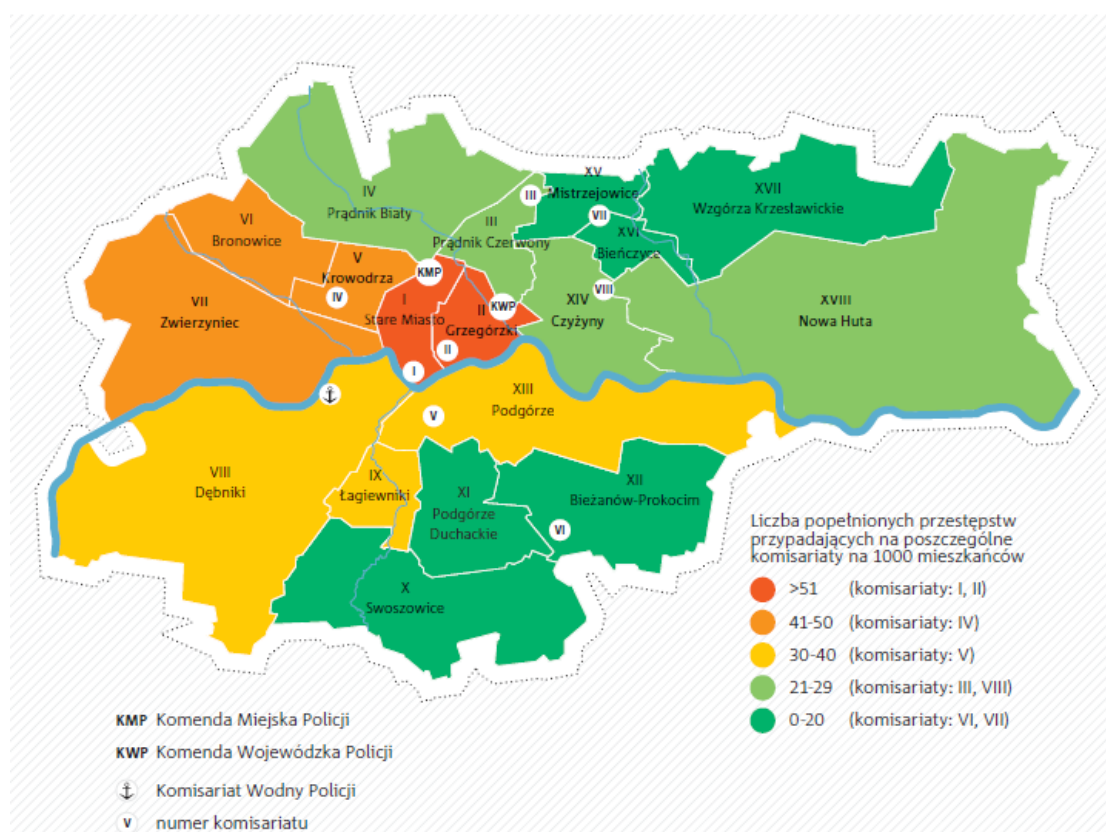 IV
Prądnik Biały
XV
Mistrzejowice
III
XVII
Wzgórza Krzesławickie
VI
Bronowice
III
Prądnik Czerwony
VII
XVI
Bieńczyce
V
Krowodrza
KMP
IV
VII
Zwierzyniec
I
Stare Miasto
II
Grzegórzki
KWP
VIII
XIV
Czyżyny
XVIII
Nowa Huta
II
I
XIII
Podgórze
V
VIII
Dębniki
IX
Łagiewniki
XI
Podgórze
Duchackie
XII
Bieżanów-Prokocim
VI
X
Swoszowice
Liczba popełnionych przestępstw
przypadających na poszczególne
komisariaty na 1000 mieszkańców
>51 (komisariaty: I, II)
41-50 (komisariaty: IV)
30-40 (komisariaty: V)
21-29 (komisariaty: III, VIII)
0-20 (komisariaty: VI, VII)
KMP Komenda Miejska Policji
KWP Komenda Wojewódzka Policji
Komisariat Wodny Policji
V numer komisariatu